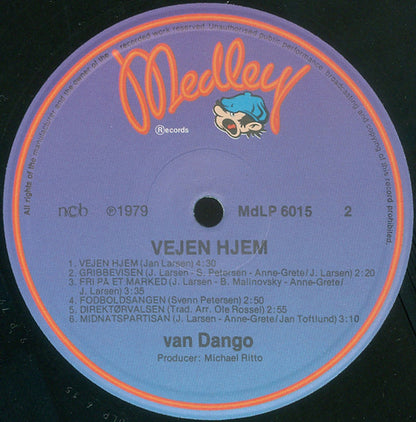 All rights of the manufacturer and of the owner of the recorded work reserved. Unauthorised public performance, broadcasting and copying of this record prohibited.
Medley
®ecords
ncb ℗1979 MdLP 6015 2
VEJEN HJEM
1. VEJEN HJEM (Jan Larsen) 4:30
2. GRIBBEVISEN (J. Larsen - S. Petersen - Anne-Grete/J. Larsen) 2:20
3. FRI PÅ ET MARKED (J. Larsen - B. Malinovsky - Anne-Grete/
J. Larsen) 3:35
4. FODBOLDSANGEN (Svenn Petersen) 2:50
5. DIREKTØRVALSEN (Trad. Arr. Ole Rossel) 2:55
6. MIDNATSPARTISAN (J. Larsen - Anne-Grete/Jan Toftlund) 3:10
van Dango
Producer: Michael Ritto